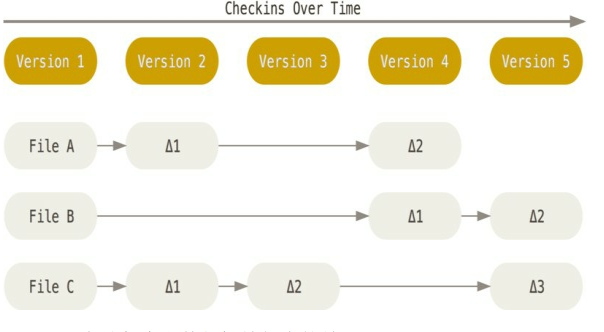 Checkins Over Time
Version 1 Version 2 Version 3 Version 4 Version 5
File A Δ1 Δ2
File B Δ1 Δ2
File C Δ1 Δ2 Δ3